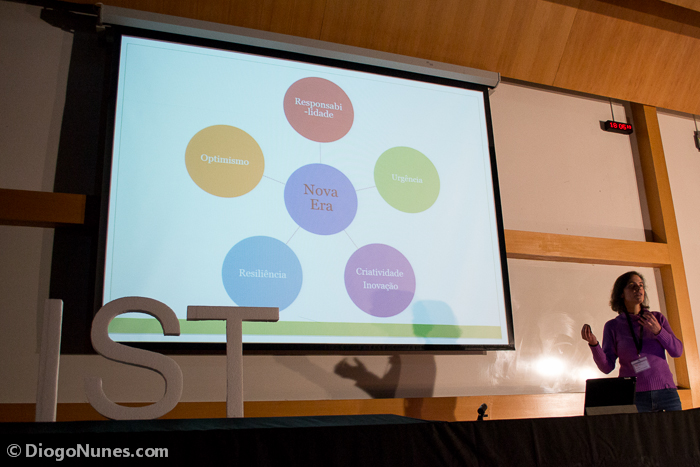 Responsabi
-lidade
Optimismo
Urgência
Nova
Era
Resiliência
Criatividade
Inovação
IST
© DiogoNunes.com